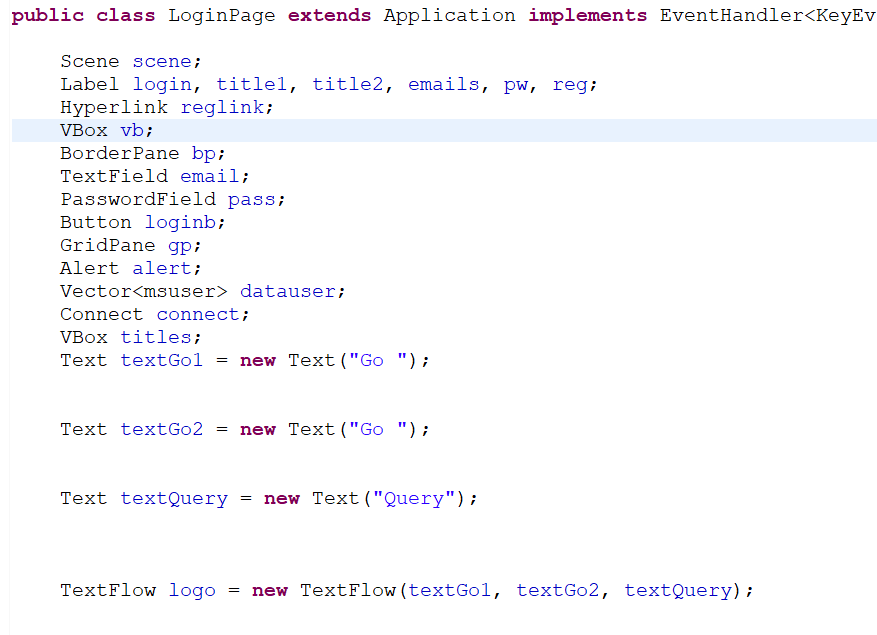 public class LoginPage extends Application implements EventHandler<KeyEv
Scene scene;
Label login, title1, title2, emails, pw, reg;
Hyperlink reglink;
VBox vb;
BorderPane bp;
TextField email;
PasswordField pass;
Button loginb;
GridPane gp;
Alert alert;
Vector<msuser> datauser;
Connect connect;
VBox titles;
Text textGo1 = new Text("Go ");
Text textGo2 = new Text("Go ");
Text textQuery = new Text("Query");
TextFlow logo = new TextFlow(textGo1, textGo2, textQuery);